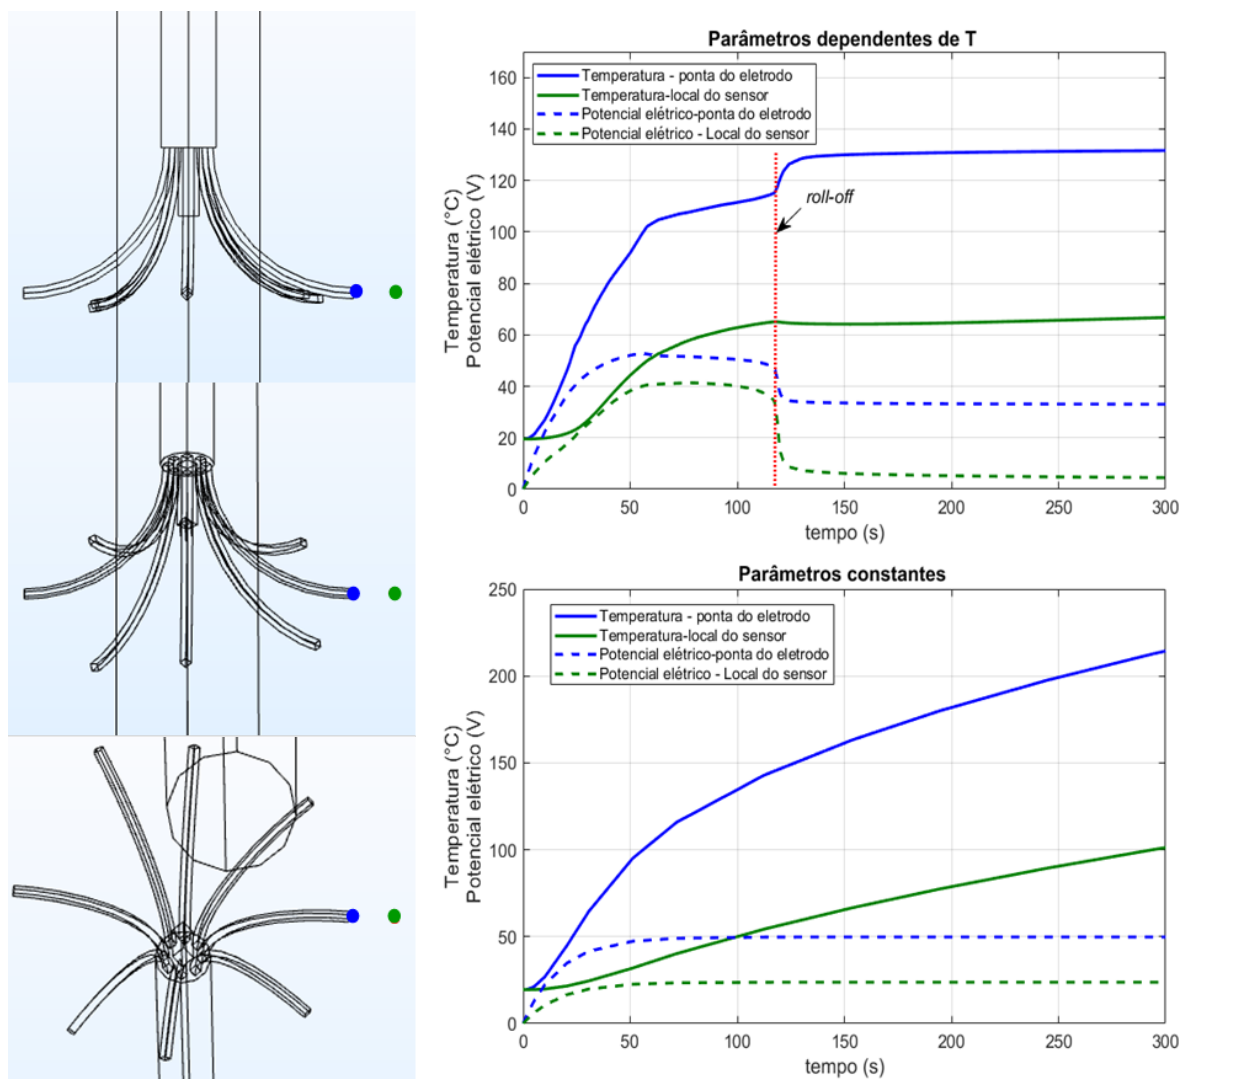 Parâmetros dependentes de T
Temperatura - ponta do eletrodo
Temperatura-local do sensor
Potencial elétrico-ponta do eletrodo
Potencial elétrico - Local do sensor
roll-off
Temperatura (°C)
Potencial elétrico (V)
160
140
120
100
80
60
40
20
0
0 50 100 150 200 250 300
tempo (s)
Parâmetros constantes
Temperatura - ponta do eletrodo
Temperatura-local do sensor
Potencial elétrico-ponta do eletrodo
Potencial elétrico - Local do sensor
Temperatura (°C)
Potencial elétrico (V)
250
200
150
100
50
0
0 50 100 150 200 250 300
tempo (s)